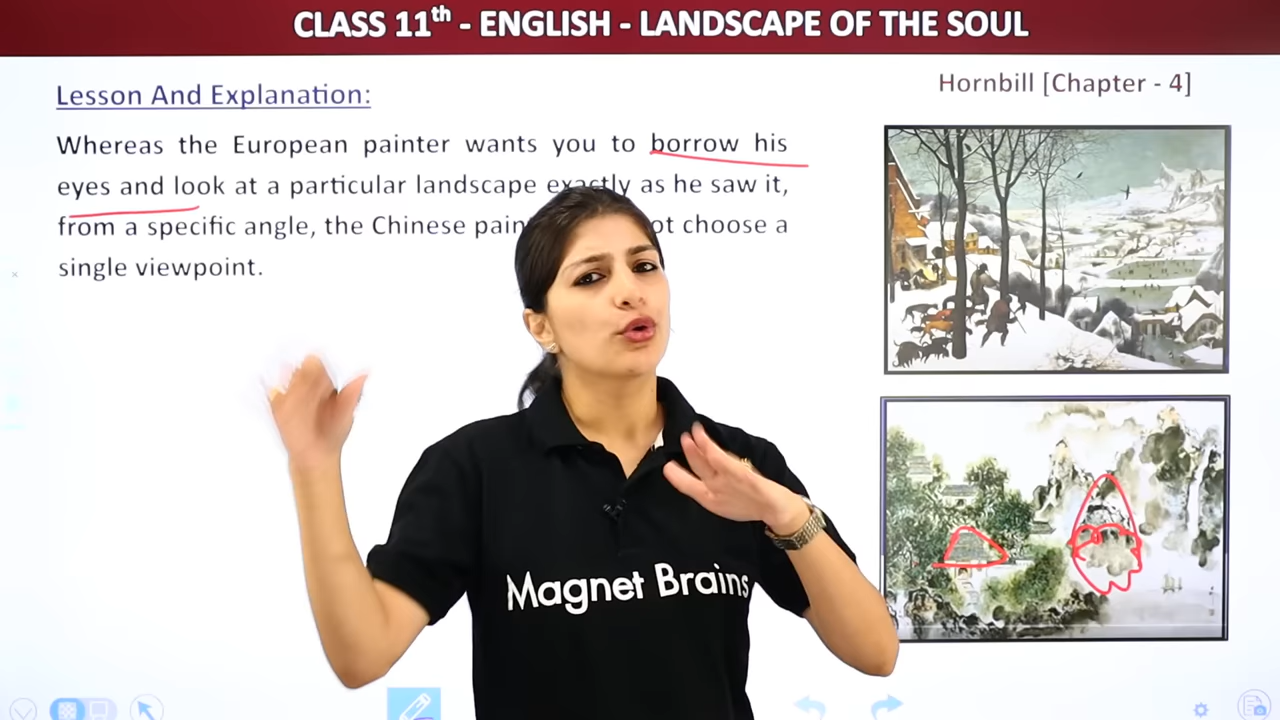 CLASS 11th - ENGLISH - LANDSCAPE OF THE SOUL
Hornbill [Chapter - 4]
Lesson And Explanation:
Whereas the European painter wants you to borrow his
eyes and look at a particular landscape exactly as he saw it,
from a specific angle, the Chinese choose a
single viewpoint.
Magnet Brains